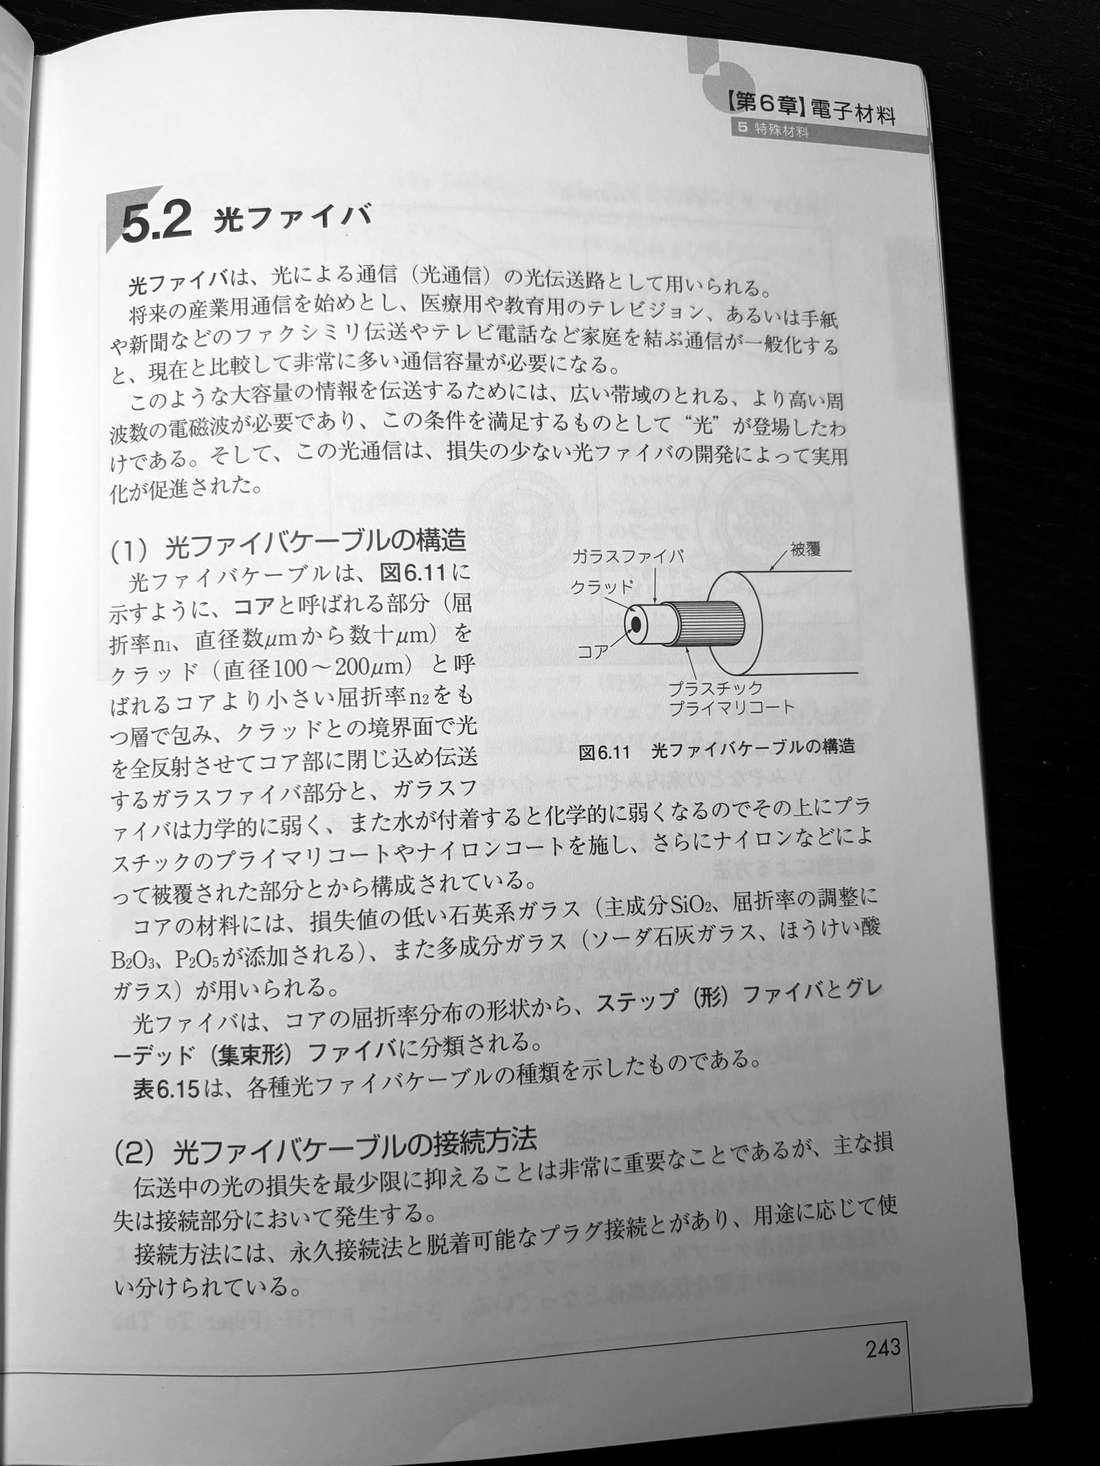 【第6章】電子材料
5 特殊材料
5.2 光ファイバ
光ファイバは、光による通信（光通信）の光伝送路として用いられる。
将来の産業用通信を始めとし、医療用や教育用のテレビジョン、あるいは手紙
や新聞などのファクシミリ伝送やテレビ電話など家庭を結ぶ通信が一般化する
と、現在と比較して非常に多い通信容量が必要になる。
このような大容量の情報を伝送するためには、広い帯域のとれる、より高い周
波数の電磁波が必要であり、この条件を満足するものとして“光”が登場したわ
けである。そして、この光通信は、損失の少ない光ファイバの開発によって実用
化が促進された。
（1）光ファイバケーブルの構造
光ファイバケーブルは、図6.11に
示すように、コアと呼ばれる部分（屈
折率n₁、直径数μmから数十μm）を
クラッド（直径100～200μm）と呼
ばれるコアより小さい屈折率n₂をも
つ層で包み、クラッドとの境界面で光
を全反射させてコア部に閉じ込め伝送
するガラスファイバ部分と、ガラスフ
ァイバは力学的に弱く、また水が付着すると化学的に弱くなるのでその上にプラ
スチックのプライマリコートやナイロンコートを施し、さらにナイロンなどによ
って被覆された部分とから構成されている。
ガラスファイバ
被覆
クラッド
コア
プラスチック
プライマリコート
図6.11 光ファイバケーブルの構造
コアの材料には、損失値の低い石英系ガラス（主成分SiO₂、屈折率の調整に
B₂O₃、P₂O₅が添加される）、また多成分ガラス（ソーダ石灰ガラス、ほうけい酸
ガラス）が用いられる。
光ファイバは、コアの屈折率分布の形状から、ステップ（形）ファイバとグレ
ーデッド（集束形）ファイバに分類される。
表6.15は、各種光ファイバケーブルの種類を示したものである。
（2）光ファイバケーブルの接続方法
伝送中の光の損失を最少限に抑えることは非常に重要なことであるが、主な損
失は接続部分において発生する。
接続方法には、永久接続法と脱着可能なプラグ接続とがあり、用途に応じて使
い分けられている。
243